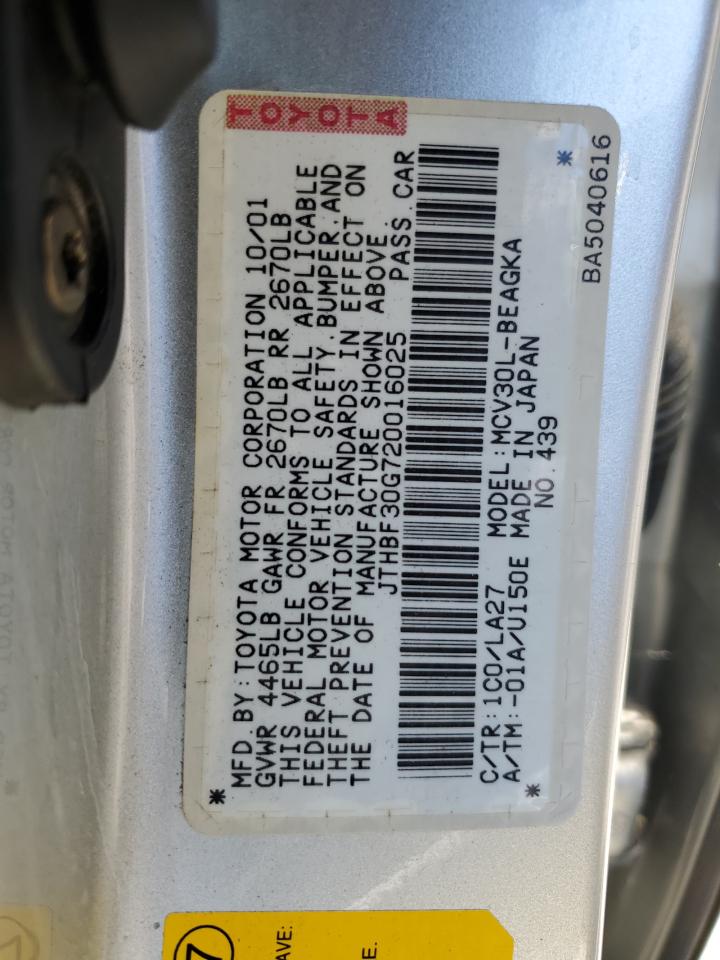 TOYOTA
MFD.BY:TOYOTA MOTOR CORPORATION 10/01
GVWR 4465LB GAWR FR 2670LB RR 2670LB
THIS VEHICLE CONFORMS TO ALL APPLICABLE
FEDERAL MOTOR VEHICLE SAFETY,BUMPER,AND
THEFT PREVENTION STANDARDS IN EFFECT ON
THE DATE OF MANUFACTURE SHOWN ABOVE.
JTHBF30G720016025 PASS.CAR
C/TR:1C0/LA27 MODEL:MCV30L-BEAGKA
A/TM:-01A/U150E MADE IN JAPAN
NO.439
BA5040616
7
AVE:
E.